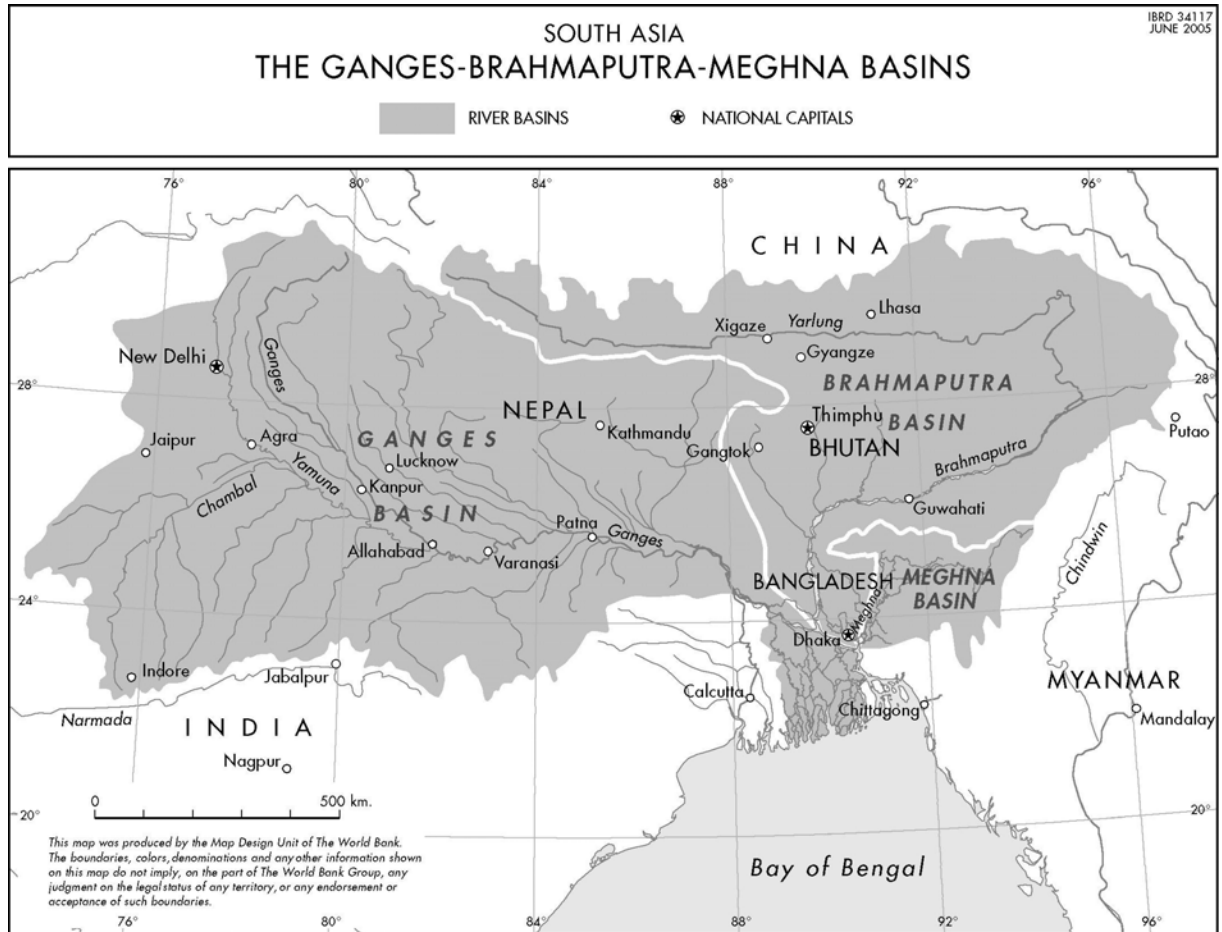 IBRD 34117
JUNE 2005
SOUTH ASIA
THE GANGES-BRAHMAPUTRA-MEGHNA BASINS
RIVER BASINS
NATIONAL CAPITALS
76°
80°
84°
88°
92°
96°
CHINA
Lhasa
Xigaze
Yarlung
Gyangze
New Delhi
Ganges
28°
28°
BRAHMAPUTRA
BASIN
NEPAL
Thimphu
BHUTAN
Putao
Jaipur
Agra
GANGES
Kathmandu
Gangtok
Brahmaputra
Lucknow
Yamuna
Kanpur
Chambal
BASIN
Guwahati
Patna
Ganges
Allahabad
Varanasi
Chindwin
BANGLADESH
MEGHNA
BASIN
24°
24°
Meghna
Dhaka
Indore
Jabalpur
Calcutta
Chittagong
MYANMAR
Mandalay
Narmada
INDIA
Nagpur
0
500 km.
20°
20°
This map was produced by the Map Design Unit of The World Bank.
The boundaries, colors, denominations and any other information shown
on this map do not imply, on the part of The World Bank Group, any
judgment on the legal status of any territory, or any endorsement or
acceptance of such boundaries.
Bay of Bengal
76°
80°
84°
88°
92°
96°